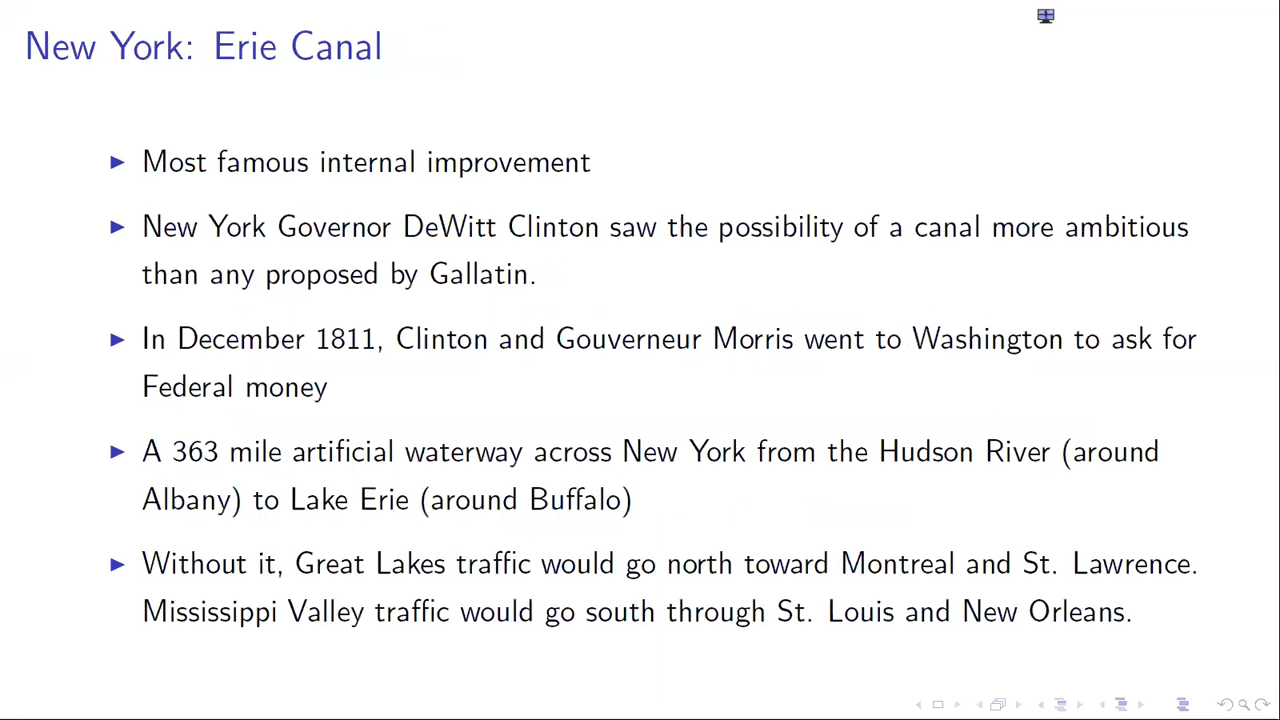 New York: Erie Canal
Most famous internal improvement
New York Governor DeWitt Clinton saw the possibility of a canal more ambitious
than any proposed by Gallatin.
In December 1811, Clinton and Gouverneur Morris went to Washington to ask for
Federal money
A 363 mile artificial waterway across New York from the Hudson River (around
Albany) to Lake Erie (around Buffalo)
Without it, Great Lakes traffic would go north toward Montreal and St. Lawrence.
Mississippi Valley traffic would go south through St. Louis and New Orleans.